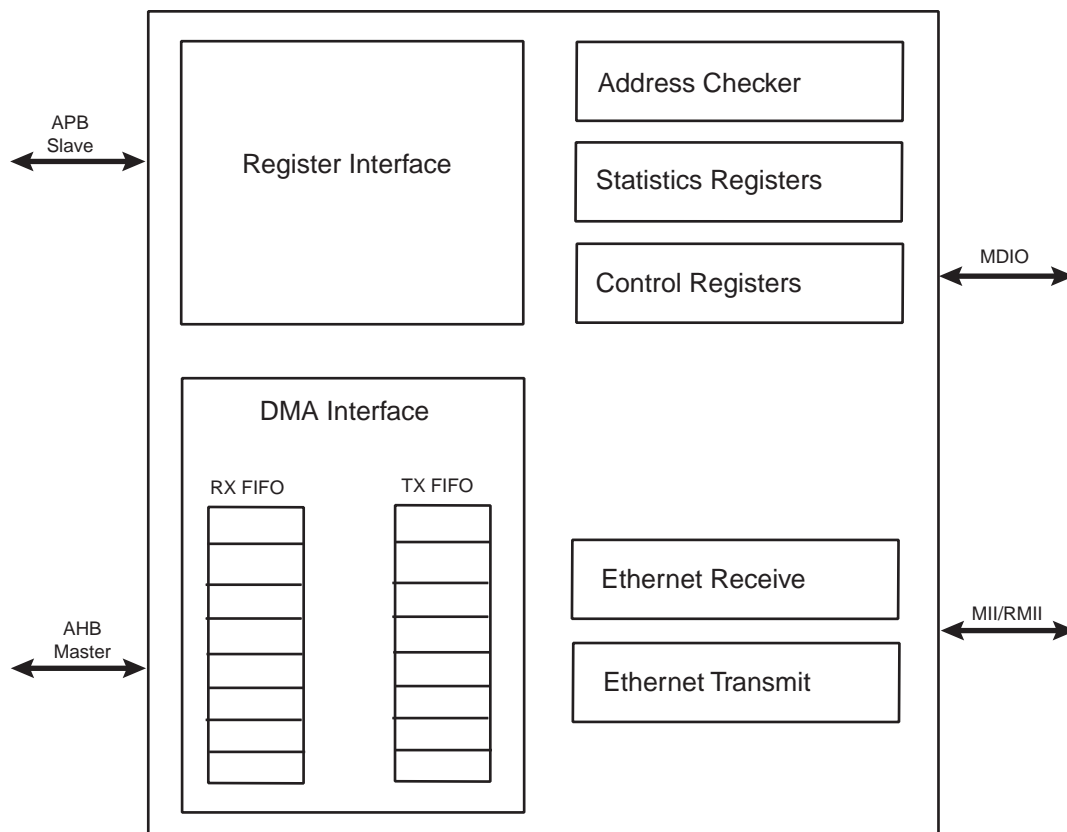 APB
Slave
Register Interface
Address Checker
Statistics Registers
Control Registers
MDIO
DMA Interface
RX FIFO
TX FIFO
Ethernet Receive
Ethernet Transmit
AHB
Master
MII/RMII